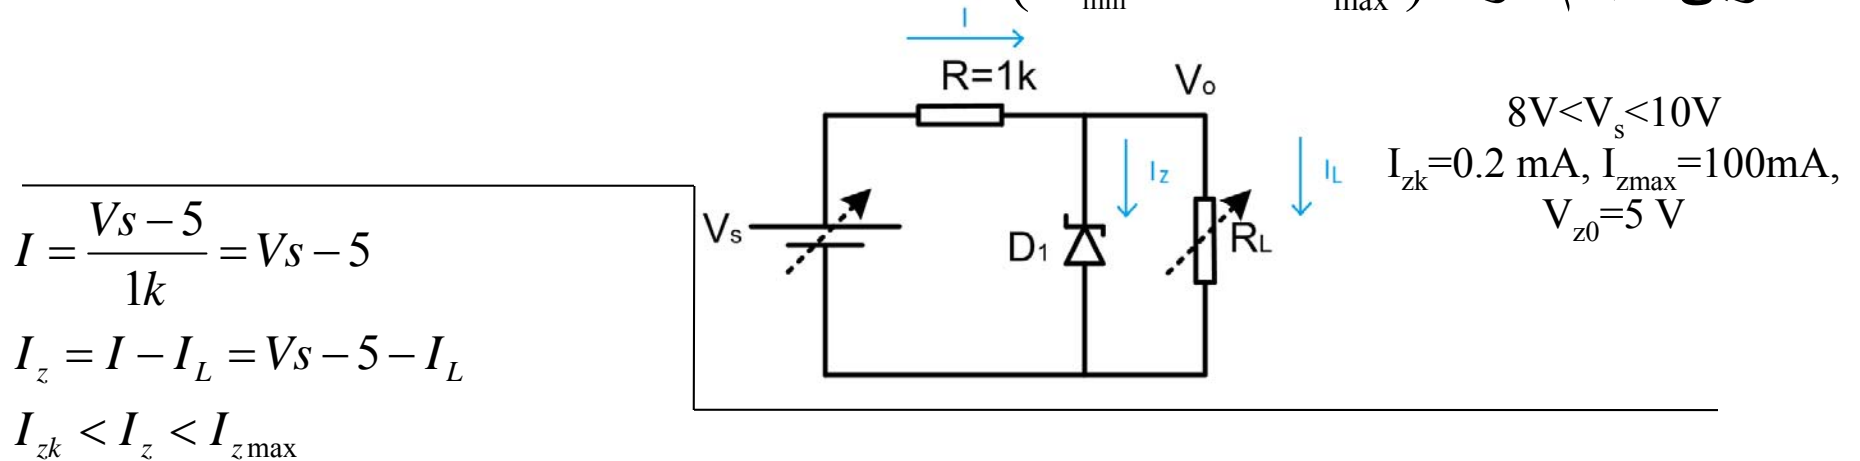 max
I
R=1k
Vo
8V<Vs<10V
Izk=0.2 mA, Izmax=100mA,
Vz0=5 V
Iz
IL
Vs
D1
RL
I = Vs − 5 / 1k = Vs − 5
Iz = I − IL = Vs − 5 − IL
Izk < Iz < Izmax